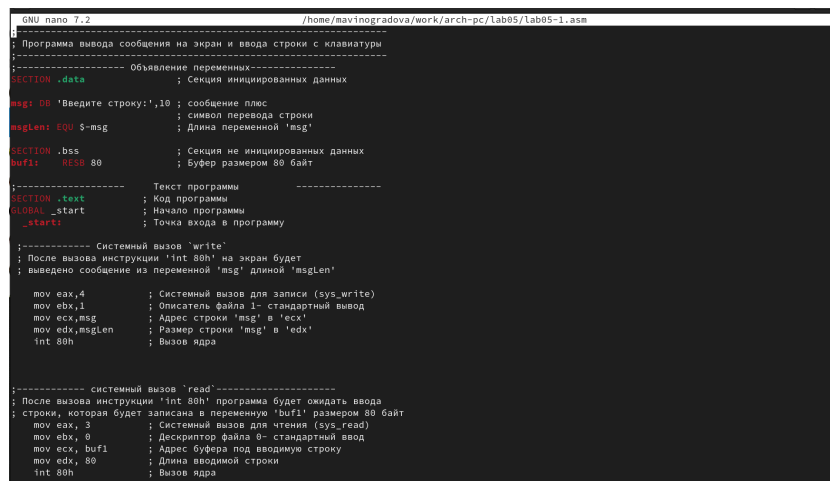 GNU nano 7.2 /home/mavinogradova/work/arch-pc/lab05/lab05-1.asm
;---------------------------------------------------------------
; Программа вывода сообщения на экран и ввода строки с клавиатуры
;---------------------------------------------------------------
;------------------ Объявление переменных---------------
SECTION .data ; Секция инициированных данных
msg: DB 'Введите строку:',10 ; сообщение плюс
; символ перевода строки
msgLen: EQU $-msg ; Длина переменной 'msg'
SECTION .bss ; Секция не инициированных данных
buf1: RESB 80 ; Буфер размером 80 байт
;------------------ Текст программы ---------------
SECTION .text ; Код программы
GLOBAL _start ; Начало программы
_start: ; Точка входа в программу
;------------ Системный вызов `write`
; После вызова инструкции 'int 80h' на экран будет
; выведено сообщение из переменной 'msg' длиной 'msgLen'
mov eax,4 ; Системный вызов для записи (sys_write)
mov ebx,1 ; Описатель файла 1- стандартный вывод
mov ecx,msg ; Адрес строки 'msg' в 'ecx'
mov edx,msgLen ; Размер строки 'msg' в 'edx'
int 80h ; Вызов ядра
;------------ системный вызов `read`--------------------
; После вызова инструкции 'int 80h' программа будет ожидать ввода
; строки, которая будет записана в переменную 'buf1' размером 80 байт
mov eax, 3 ; Системный вызов для чтения (sys_read)
mov ebx, 0 ; Дескриптор файла 0- стандартный ввод
mov ecx, buf1 ; Адрес буфера под вводимую строку
mov edx, 80 ; Длина вводимой строки
int 80h ; Вызов ядра